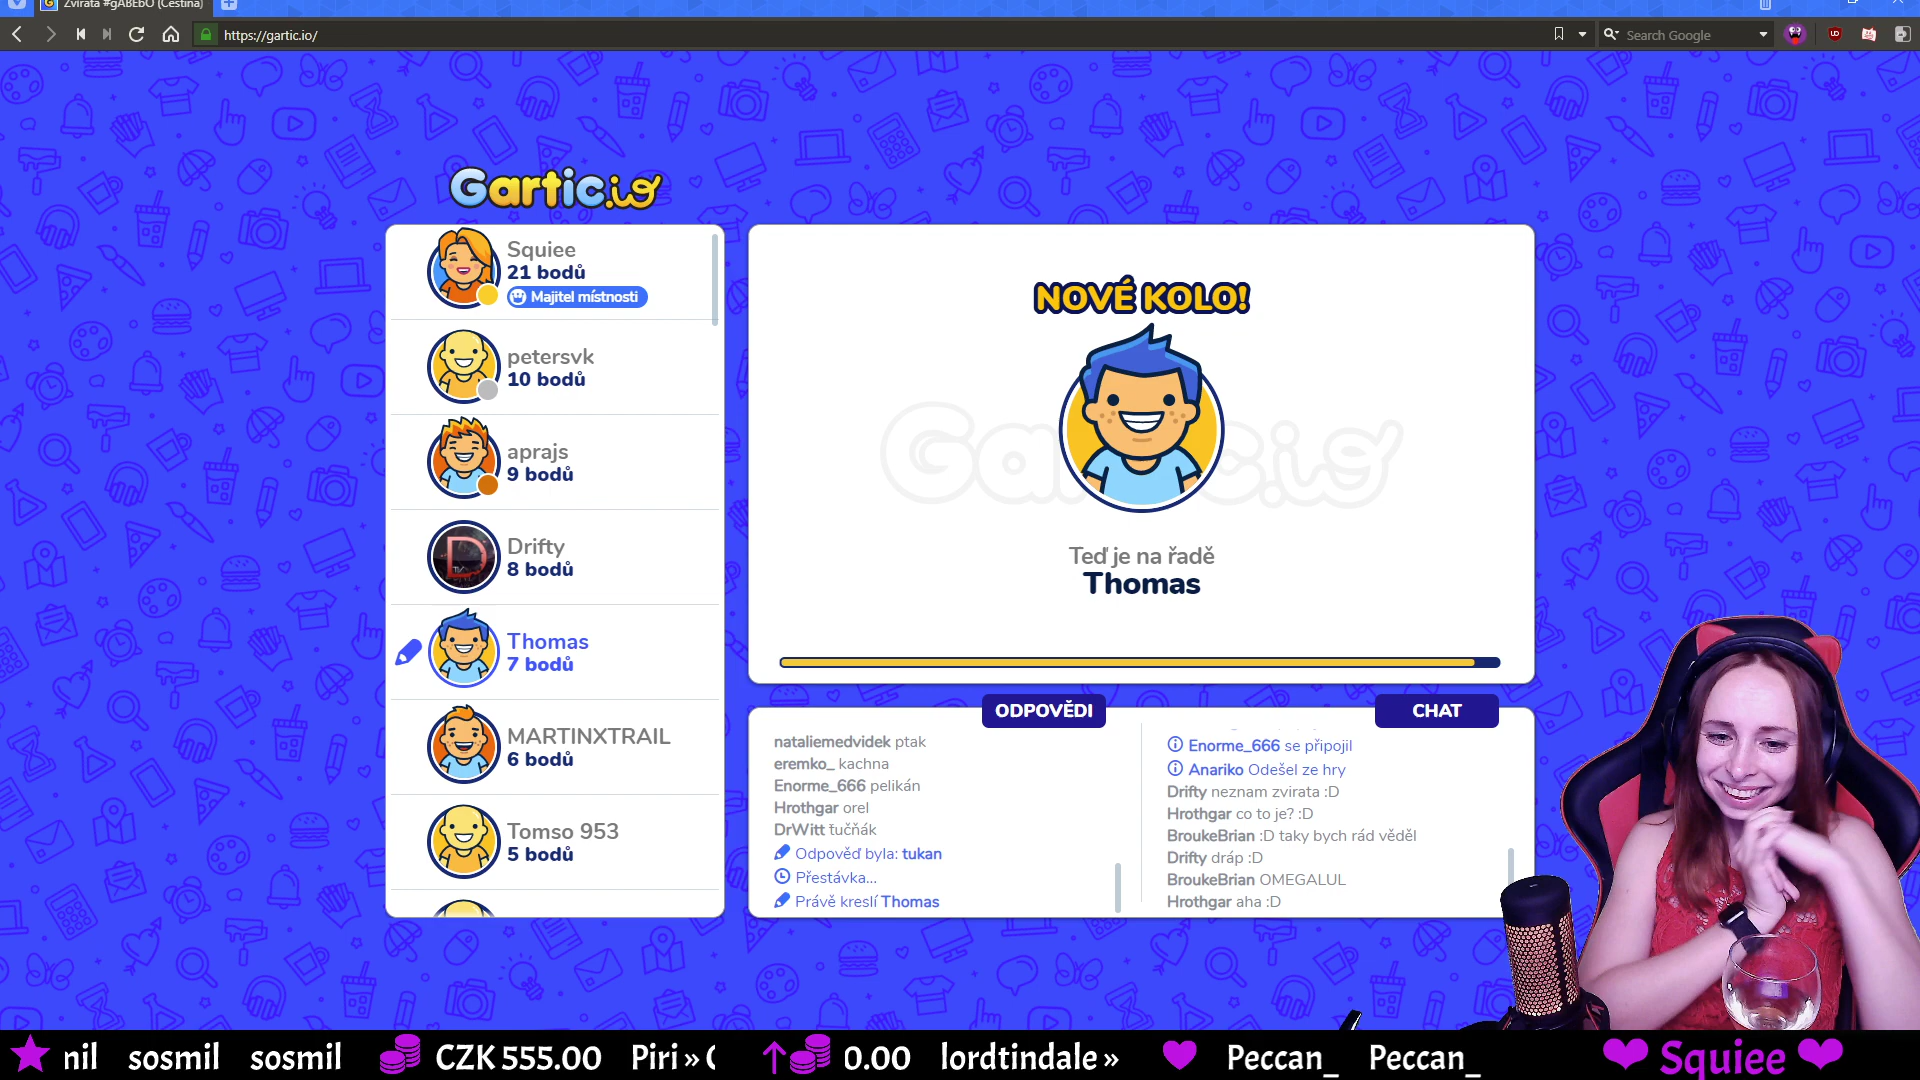 Zvířata #gABEbO (Čeština)
https://gartic.io/
Search Google
Gartic.io
Squiee
21 bodů
Majitel místnosti
petersvk
10 bodů
aprajs
9 bodů
D
Drifty
8 bodů
Thomas
7 bodů
MARTINXTRAIL
6 bodů
Tomso 953
5 bodů
NOVÉ KOLO!
Gartic.io
Teď je na řadě
Thomas
ODPOVĚDI
nataliemedvidek ptak
eremko_ kachna
Enorme_666 pelikán
Hrothgar orel
DrWitt tučňák
Odpověď byla: tukan
Přestávka...
Právě kreslí Thomas
CHAT
Enorme_666 se připojil
Anariko Odešel ze hry
Drifty neznam zvirata :D
Hrothgar co to je? :D
BroukeBrian :D taky bych rád věděl
Drifty dráp :D
BroukeBrian OMEGALUL
Hrothgar aha :D
nil sosmil sosmil CZK 555.00 Piri » 0.00 lordtindale » Peccan_ Peccan_ Squiee